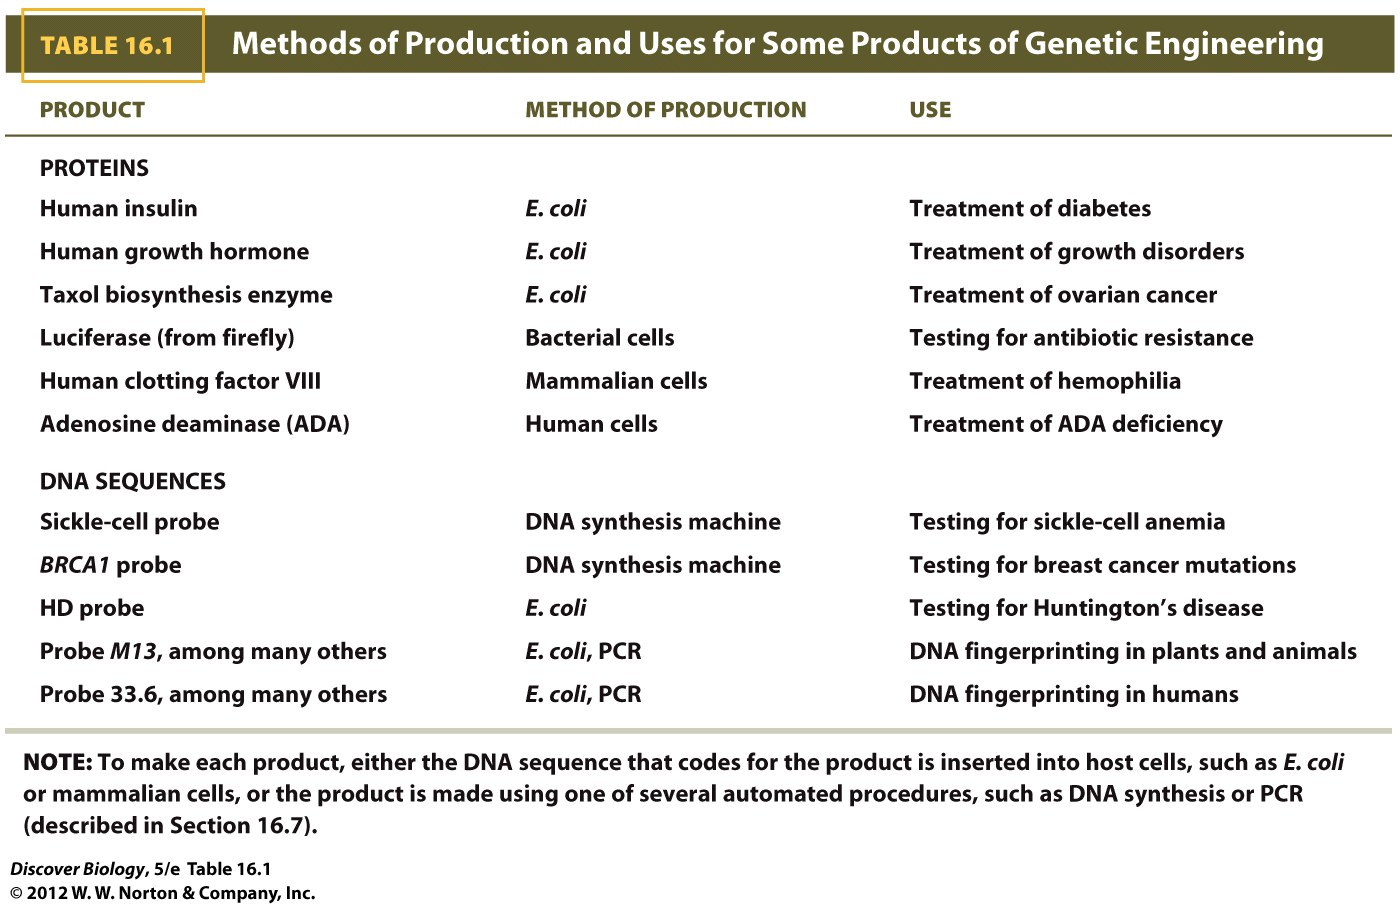 TABLE 16.1 Methods of Production and Uses for Some Products of Genetic Engineering
PRODUCT METHOD OF PRODUCTION USE
PROTEINS
Human insulin E. coli Treatment of diabetes
Human growth hormone E. coli Treatment of growth disorders
Taxol biosynthesis enzyme E. coli Treatment of ovarian cancer
Luciferase (from firefly) Bacterial cells Testing for antibiotic resistance
Human clotting factor VIII Mammalian cells Treatment of hemophilia
Adenosine deaminase (ADA) Human cells Treatment of ADA deficiency
DNA SEQUENCES
Sickle-cell probe DNA synthesis machine Testing for sickle-cell anemia
BRCA1 probe DNA synthesis machine Testing for breast cancer mutations
HD probe E. coli Testing for Huntington’s disease
Probe M13, among many others E. coli, PCR DNA fingerprinting in plants and animals
Probe 33.6, among many others E. coli, PCR DNA fingerprinting in humans
NOTE: To make each product, either the DNA sequence that codes for the product is inserted into host cells, such as E. coli
or mammalian cells, or the product is made using one of several automated procedures, such as DNA synthesis or PCR
(described in Section 16.7).
Discover Biology, 5/e Table 16.1
© 2012 W. W. Norton & Company, Inc.